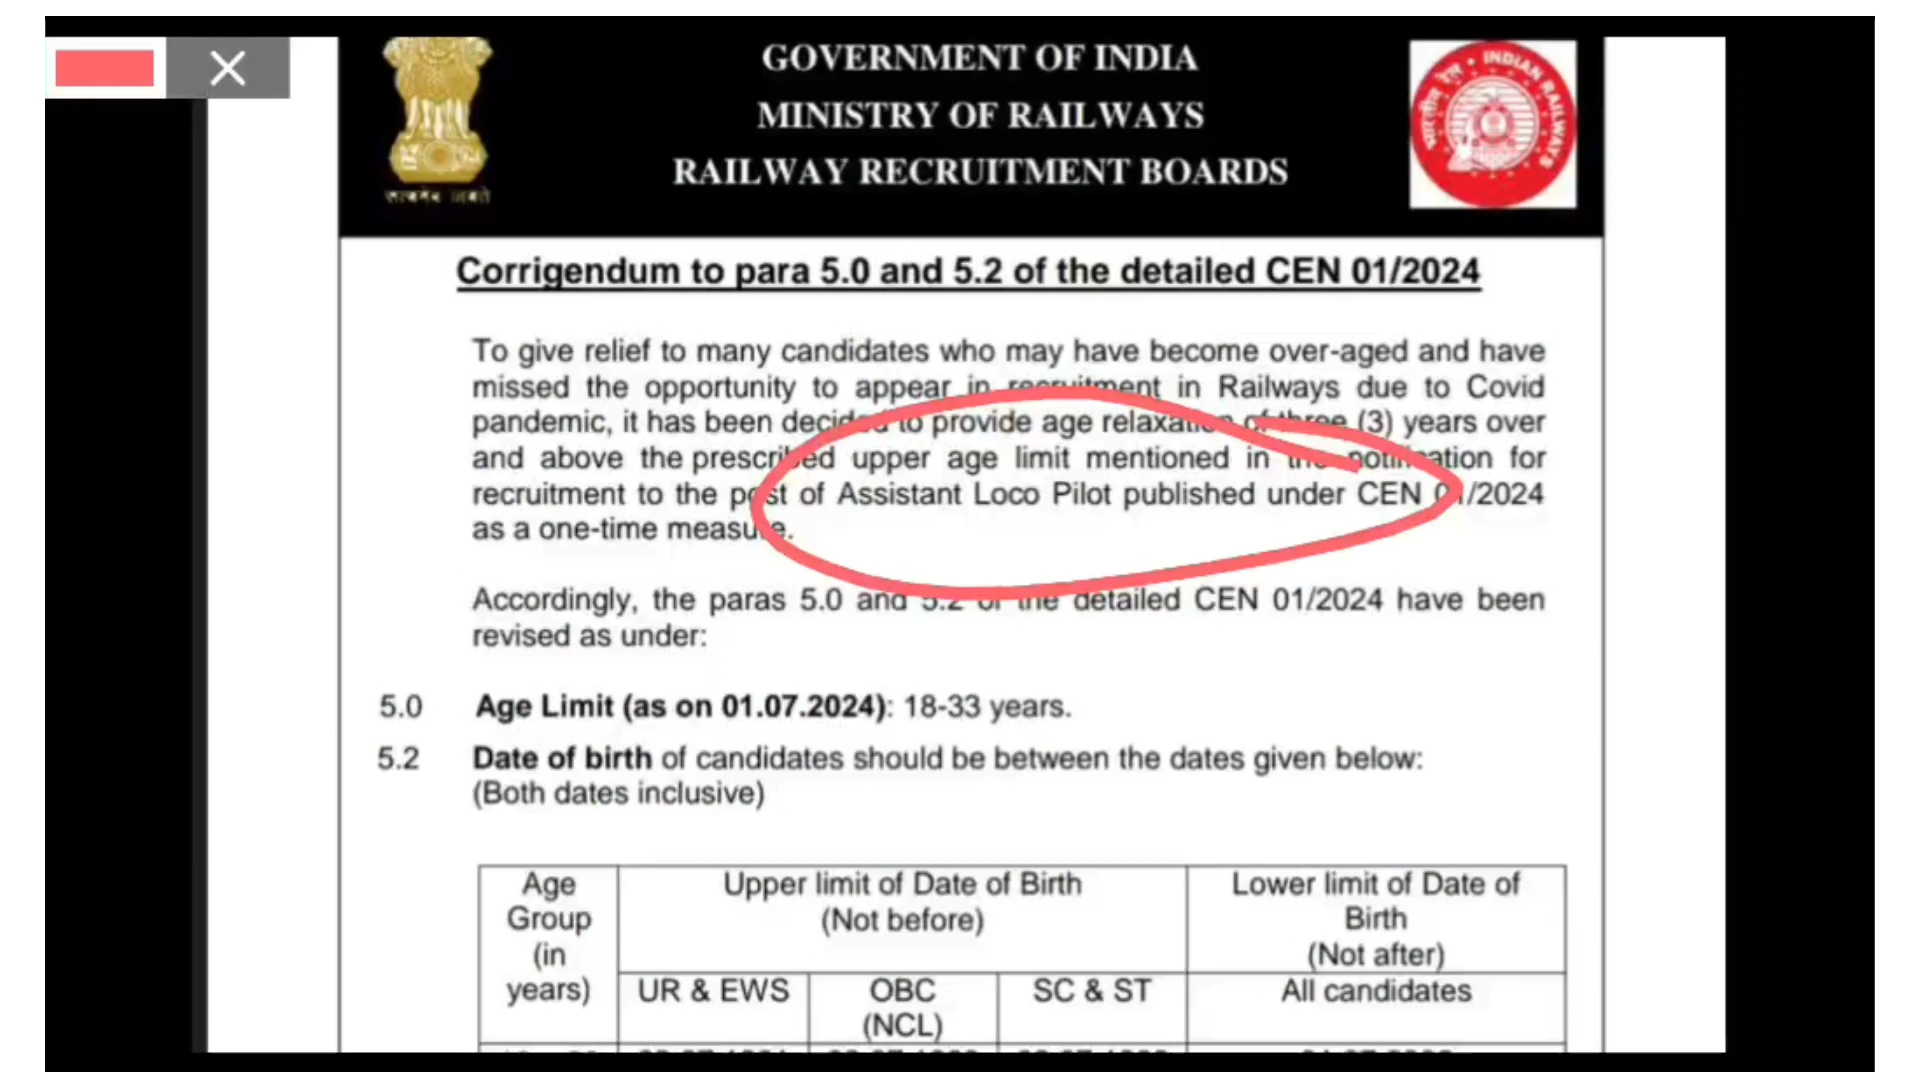 GOVERNMENT OF INDIA
MINISTRY OF RAILWAYS
RAILWAY RECRUITMENT BOARDS
सत्यमेव जयते
भारतीय रेल • INDIAN RAILWAYS
Corrigendum to para 5.0 and 5.2 of the detailed CEN 01/2024
To give relief to many candidates who may have become over-aged and have
missed the opportunity to appear in recruitment in Railways due to Covid
pandemic, it has been decided to provide age relaxation of three (3) years over
and above the prescribed upper age limit mentioned in the notification for
recruitment to the post of Assistant Loco Pilot published under CEN 01/2024
as a one-time measure.
Accordingly, the paras 5.0 and 5.2 of the detailed CEN 01/2024 have been
revised as under:
5.0 Age Limit (as on 01.07.2024): 18-33 years.
5.2 Date of birth of candidates should be between the dates given below:
(Both dates inclusive)
Age Group (in years)
Upper limit of Date of Birth
(Not before)
Lower limit of Date of
Birth
(Not after)
UR & EWS
OBC
(NCL)
SC & ST
All candidates